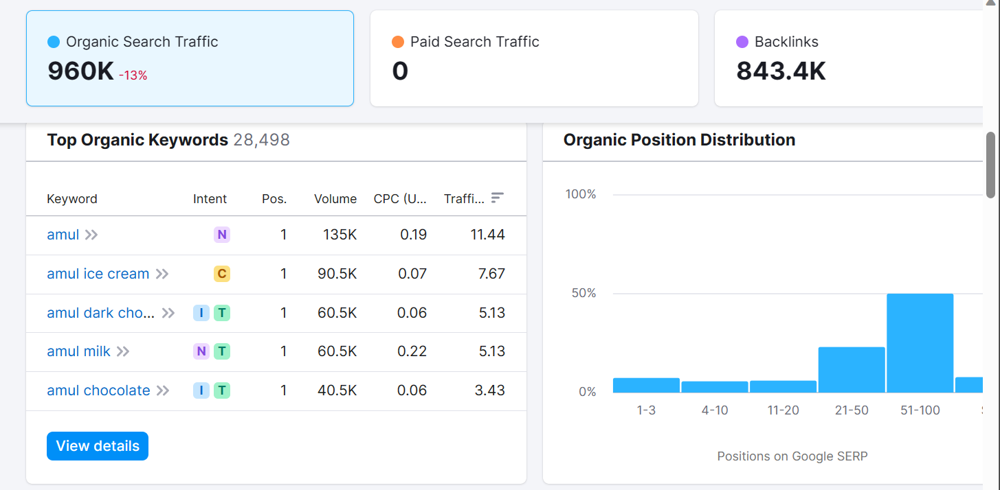 Organic Search Traffic
960K -13%
Paid Search Traffic
0
Backlinks
843.4K
Top Organic Keywords 28,498
Keyword Intent Pos. Volume CPC (U... Traffi...
amul N 1 135K 0.19 11.44
amul ice cream C 1 90.5K 0.07 7.67
amul dark cho... I T 1 60.5K 0.06 5.13
amul milk N T 1 60.5K 0.22 5.13
amul chocolate I T 1 40.5K 0.06 3.43
View details
Organic Position Distribution
100%
50%
0%
1-3 4-10 11-20 21-50 51-100
Positions on Google SERP